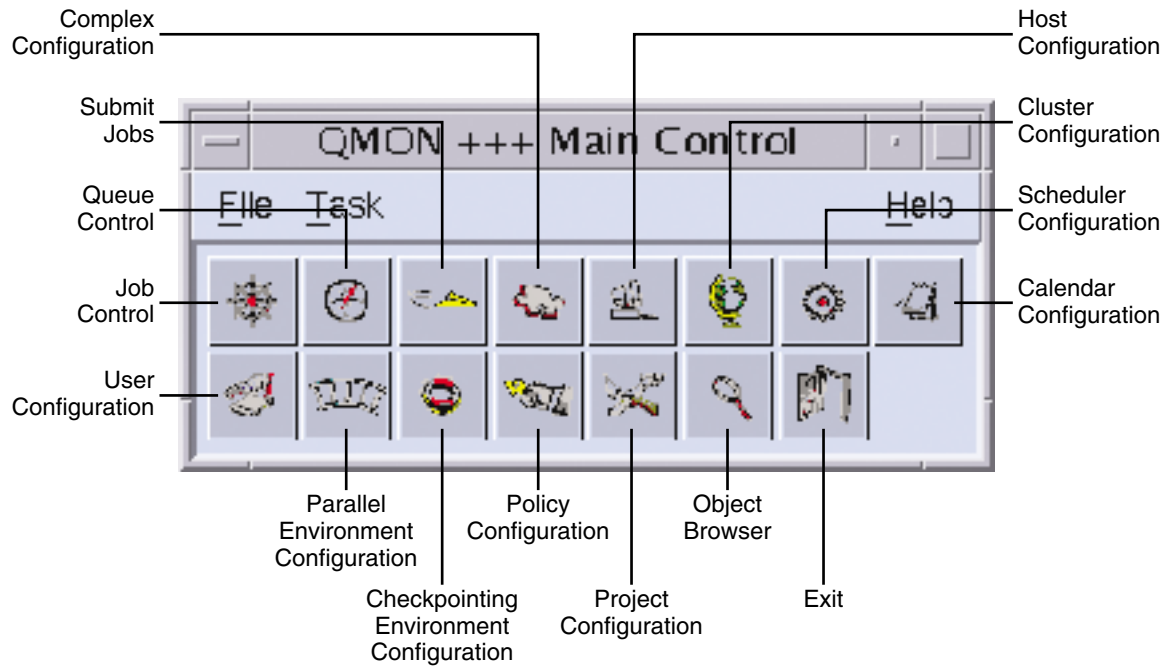 Complex
Configuration
Host
Configuration
Submit
Jobs
Cluster
Configuration
QMON +++ Main Control
Queue
Control
File Task Help
Scheduler
Configuration
Job
Control
Calendar
Configuration
User
Configuration
Parallel
Environment
Configuration
Policy
Configuration
Object
Browser
Checkpointing
Environment
Configuration
Project
Configuration
Exit